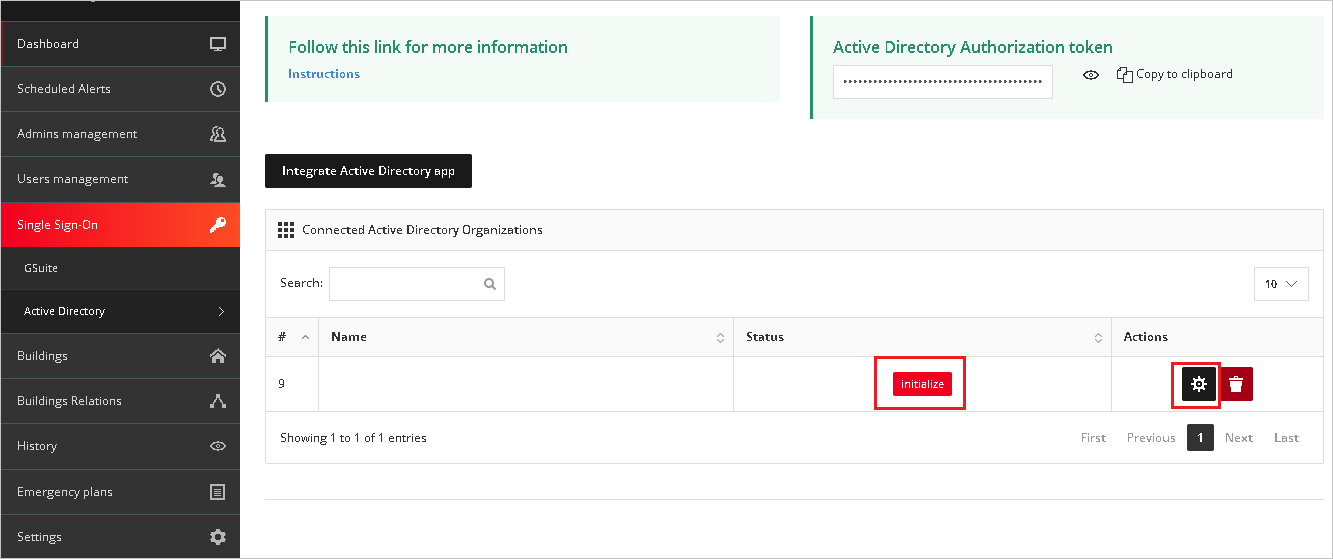 Dashboard
Scheduled Alerts
Admins management
Users management
Single Sign-On
GSuite
Active Directory
Buildings
Buildings Relations
History
Emergency plans
Settings
Follow this link for more information
Instructions
Active Directory Authorization token
••••••••••••••••••••••••••••••••••••••••
Copy to clipboard
Integrate Active Directory app
Connected Active Directory Organizations
Search:
10
# Name Status Actions
9 initialize
Showing 1 to 1 of 1 entries
First Previous 1 Next Last